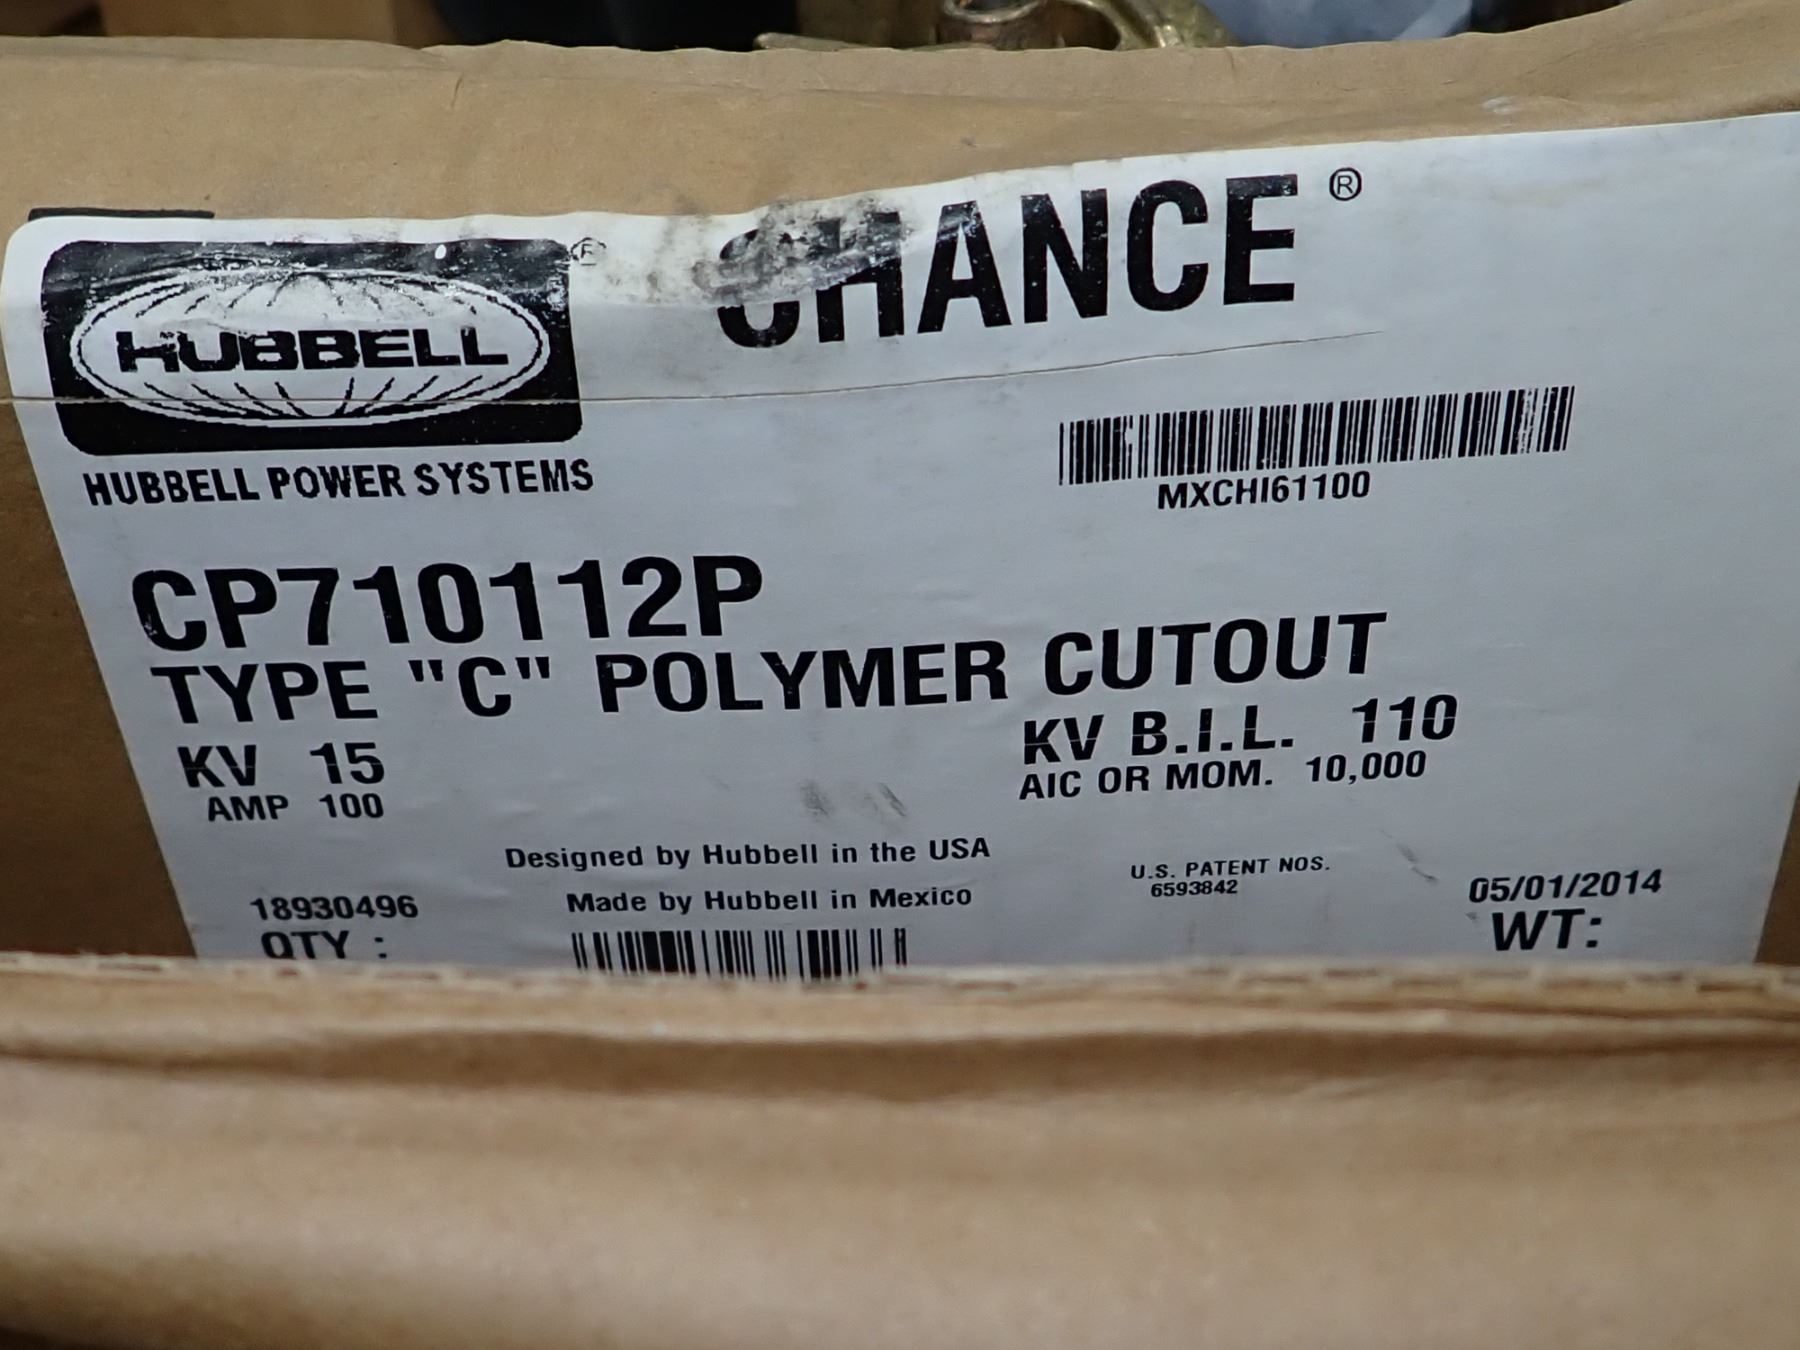 CHANCE ®
HUBBELL ®
HUBBELL POWER SYSTEMS
MXCHI61100
CP710112P
TYPE "C" POLYMER CUTOUT
KV 15 KV B.I.L. 110
AMP 100 AIC OR MOM. 10,000
Designed by Hubbell in the USA
U.S. PATENT NOS.
6593842
18930496 Made by Hubbell in Mexico 05/01/2014
QTY : WT: